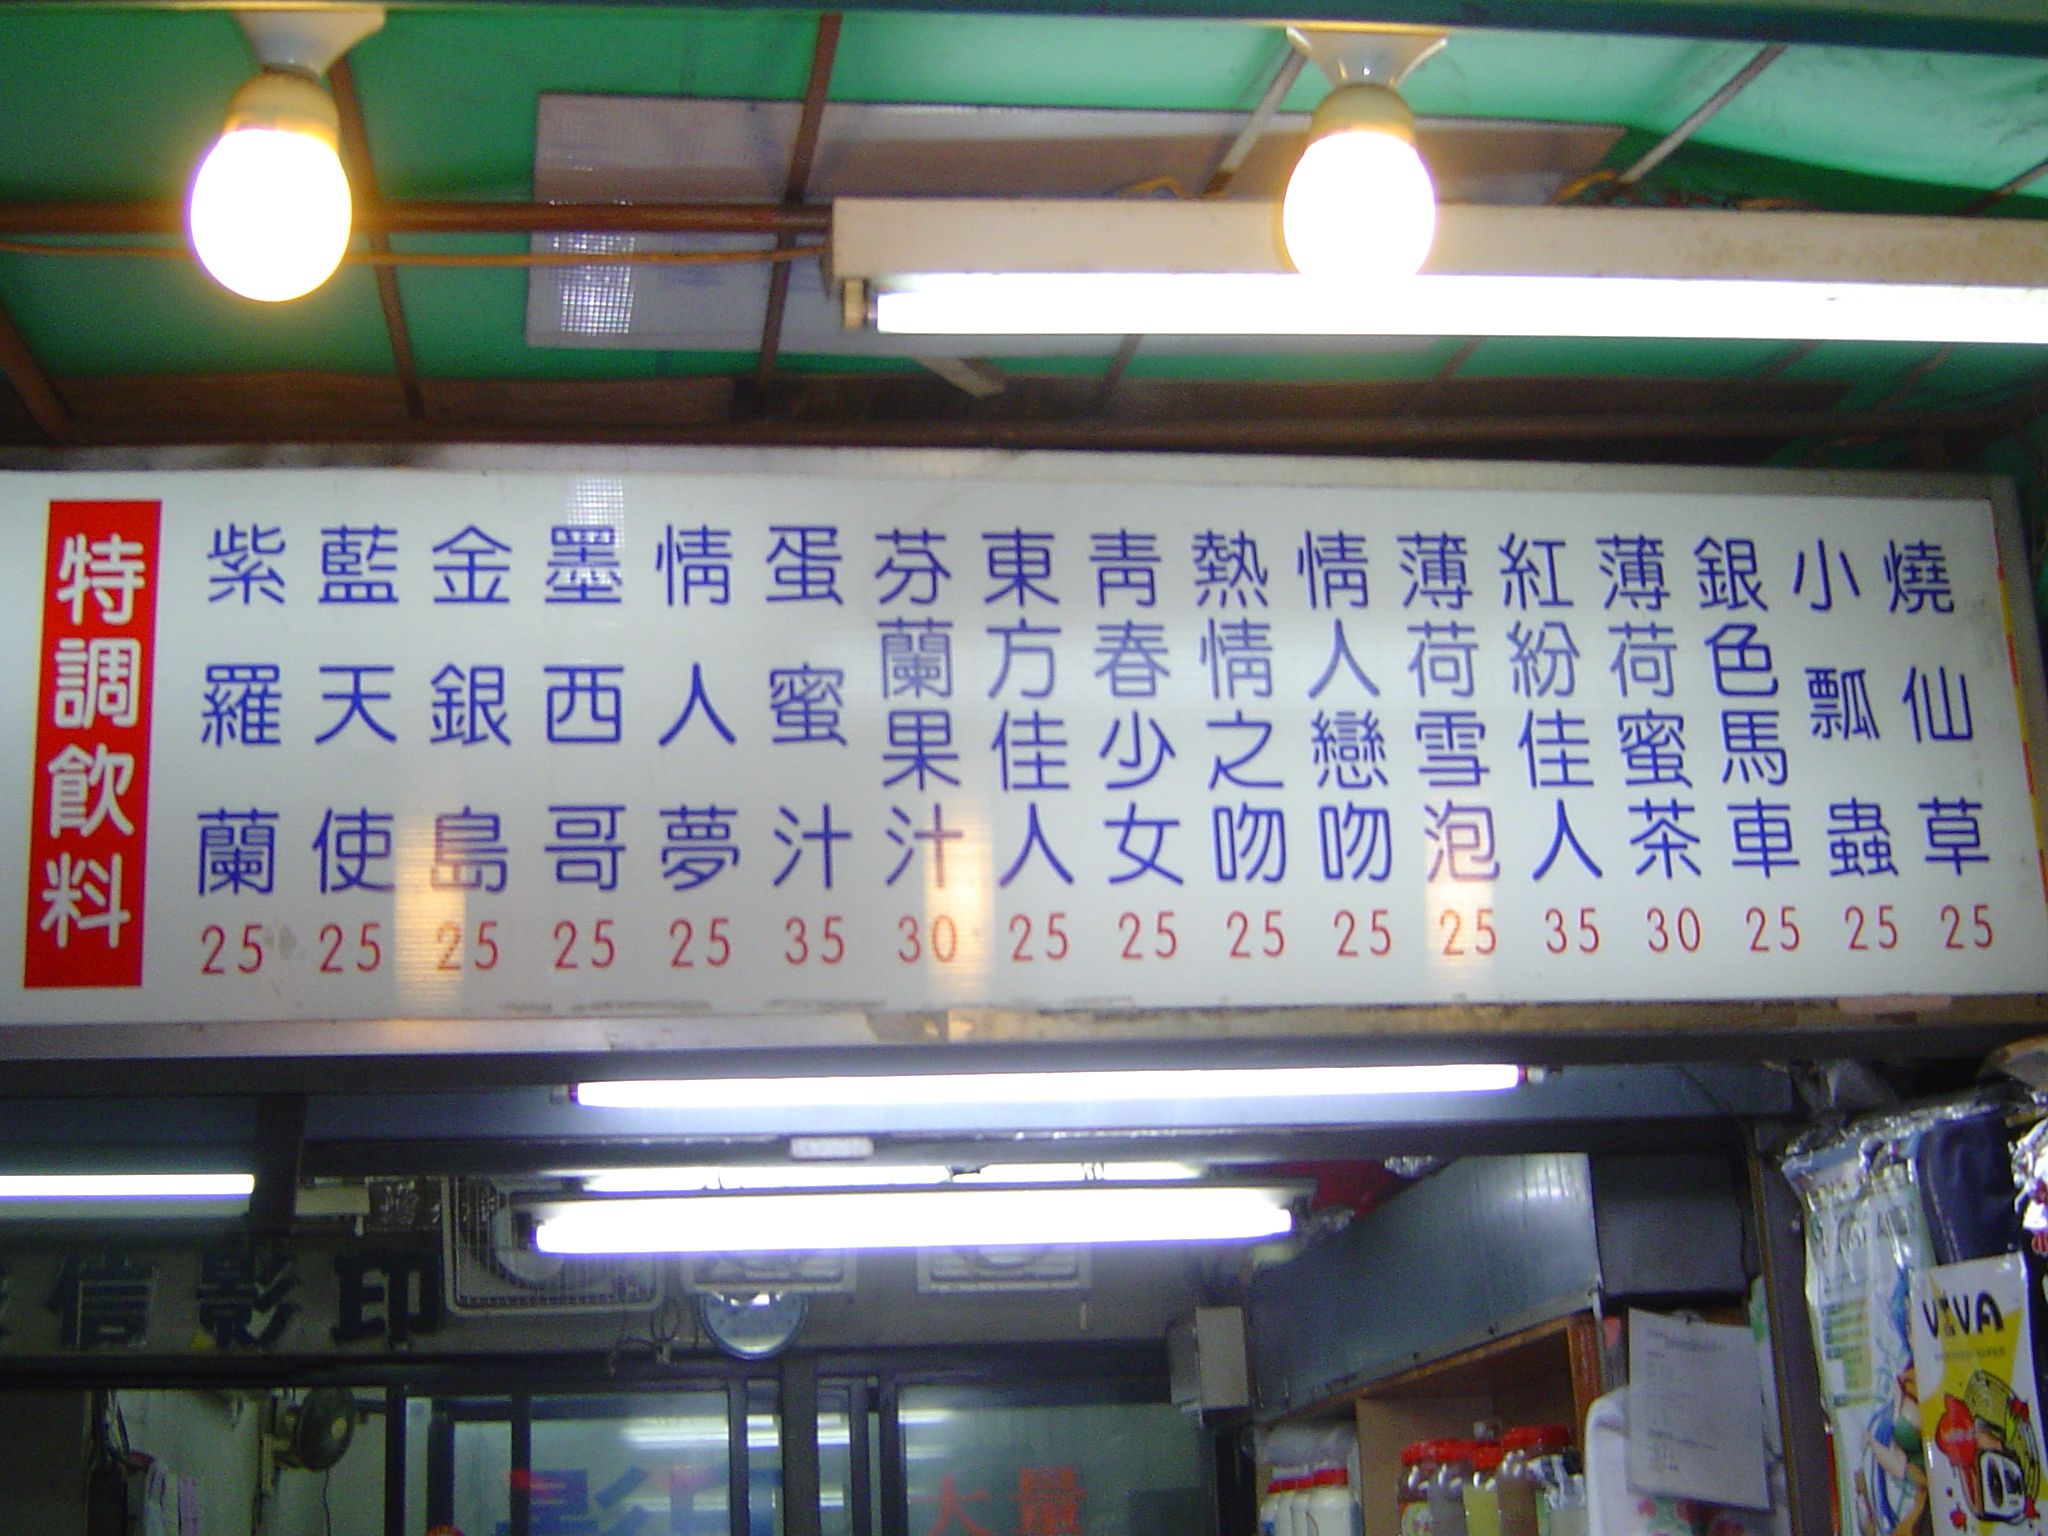 特調飲料
紫羅蘭 25
藍天使 25
金銀島 25
墨西哥 25
情人夢 25
蛋蜜汁 35
芬蘭果汁 30
東方佳人 25
青春少女 25
熱情之吻 25
情人戀吻 25
薄荷雪泡 25
紅紛佳人 35
薄荷蜜茶 30
銀色馬車 25
小瓢蟲 25
燒仙草 25
VIVA
大量